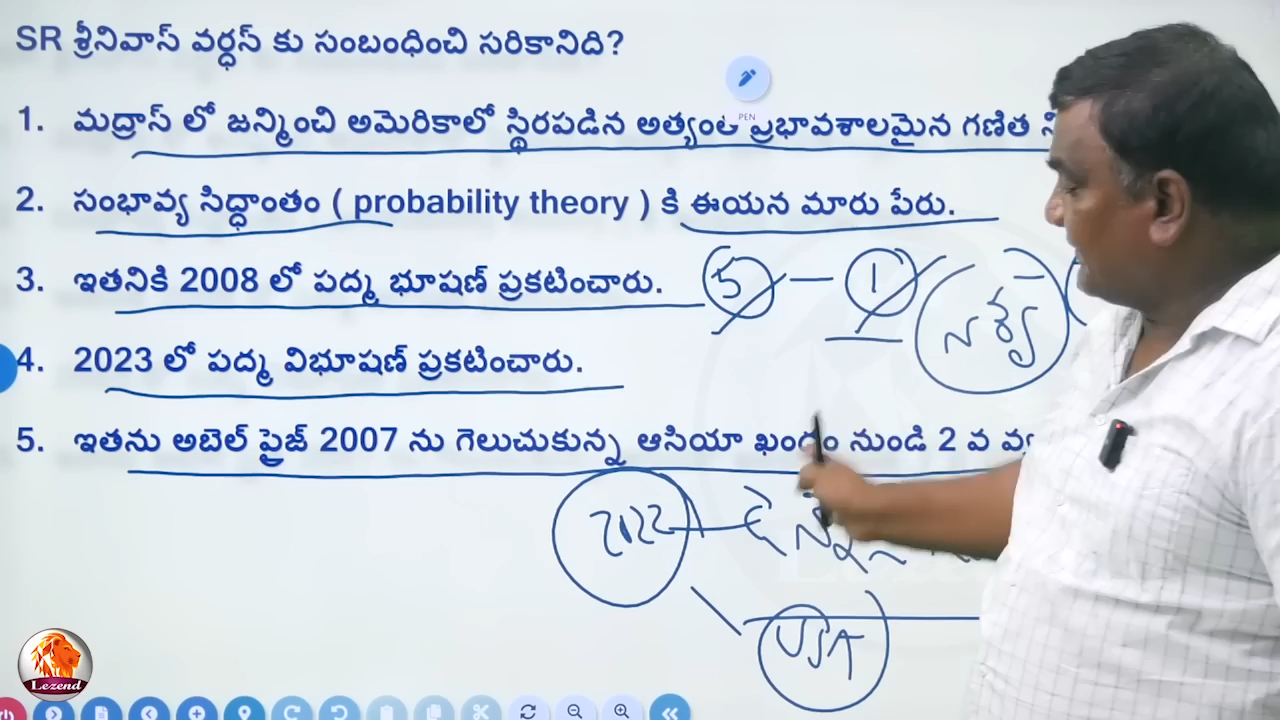 SR శ్రీనివాస్ వర్ధన్ కు సంబంధించి సరికానిది?
PEN
1. మద్రాస్ లో జన్మించి అమెరికాలో స్థిరపడిన అత్యంత ప్రభావశాలమైన గణిత
2. సంభావ్య సిద్ధాంతం ( probability theory ) కి ఈయన మారు పేరు.
3. ఇతనికి 2008 లో పద్మ భూషణ్ ప్రకటించారు.
5 - 1
4. 2023 లో పద్మ విభూషణ్ ప్రకటించారు.
5. ఇతను అబెల్ ప్రైజ్ 2007 ను గెలుచుకున్న ఆసియా ఖండం నుండి 2 వ
2022
USA
Lezend